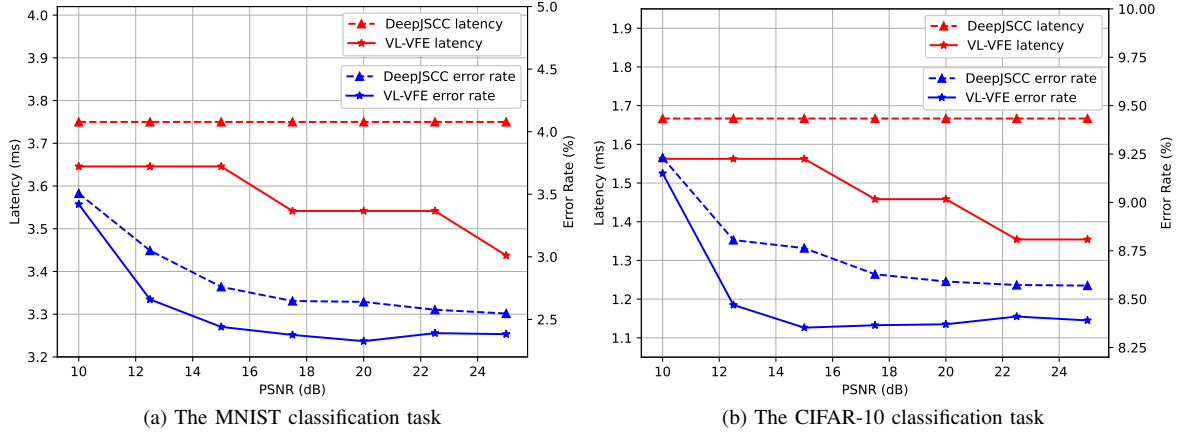 4.0
3.9
3.8
3.7
3.6
3.5
3.4
3.3
3.2
Latency (ms)
10 12 14 16 18 20 22 24
PSNR (dB)
5.0
4.5
4.0
3.5
3.0
2.5
Error Rate (%)
DeepJSCC latency
VL-VFE latency
DeepJSCC error rate
VL-VFE error rate
(a) The MNIST classification task
1.9
1.8
1.7
1.6
1.5
1.4
1.3
1.2
1.1
Latency (ms)
10 12 14 16 18 20 22 24
PSNR (dB)
10.00
9.75
9.50
9.25
9.00
8.75
8.50
8.25
Error Rate (%)
DeepJSCC latency
VL-VFE latency
DeepJSCC error rate
VL-VFE error rate
(b) The CIFAR-10 classification task